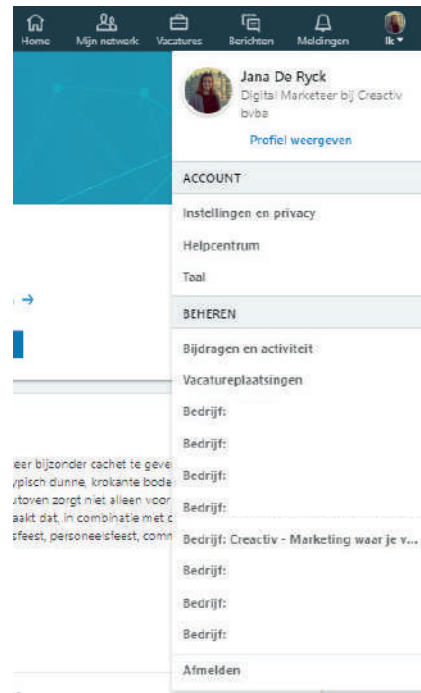 Home Mijn netwerk Vacatures Berichten Meldingen Ik
Jana De Ryck
Digital Marketeer bij Creactiv
bvba
Profiel weergeven
ACCOUNT
Instellingen en privacy
Helpcentrum
Taal
→
BEHEREN
Bijdragen en activiteit
Vacatureplaatsingen
Bedrijf:
Bedrijf:
eer bijzonder cachet te geve
Bedrijf:
ypisch dunne, krokante bode
utoven zorgt niet alleen voor
Bedrijf:
aakt dat, in combinatie met
sfeest, personeelsfeest, comm
Bedrijf: Creactiv - Marketing waar je v...
Bedrijf:
Bedrijf:
Bedrijf:
Afmelden